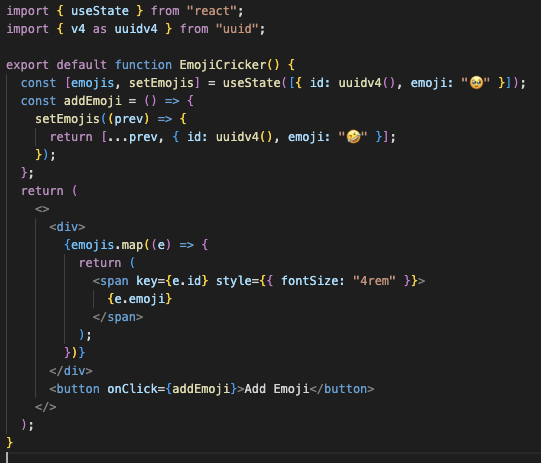 import { useState } from "react";
import { v4 as uuidv4 } from "uuid";
export default function EmojiCricker() {
const [emojis, setEmojis] = useState([{ id: uuidv4(), emoji: "🥺" }]);
const addEmoji = () => {
setEmojis((prev) => {
return [...prev, { id: uuidv4(), emoji: "🤣" }];
});
};
return (
<>
<div>
{emojis.map((e) => {
return (
<span key={e.id} style={{ fontSize: "4rem" }}>
{e.emoji}
</span>
);
})}
</div>
<button onClick={addEmoji}>Add Emoji</button>
</>
);
}